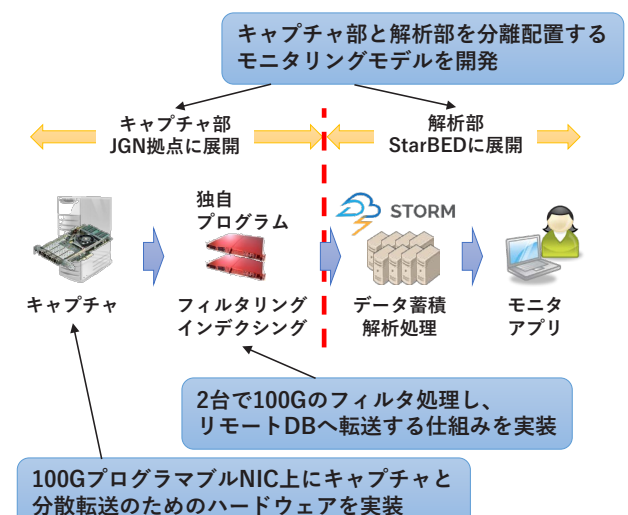 キャプチャ部と解析部を分離配置する
モニタリングモデルを開発
キャプチャ部
JGN拠点に展開
解析部
StarBEDに展開
独自
プログラム
STORM
キャプチャ
フィルタリング
インデクシング
データ蓄積
解析処理
モニタ
アプリ
2台で100Gのフィルタ処理し、
リモートDBへ転送する仕組みを実装
100GプログラマブルNIC上にキャプチャと
分散転送のためのハードウェアを実装